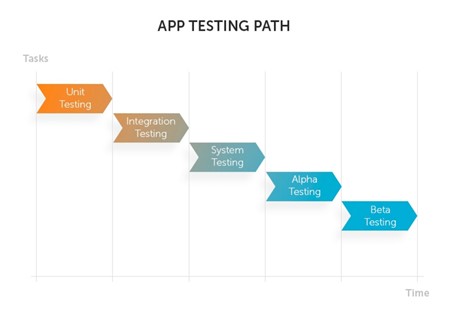 APP TESTING PATH
Tasks
Unit
Testing
Integration
Testing
System
Testing
Alpha
Testing
Beta
Testing
Time